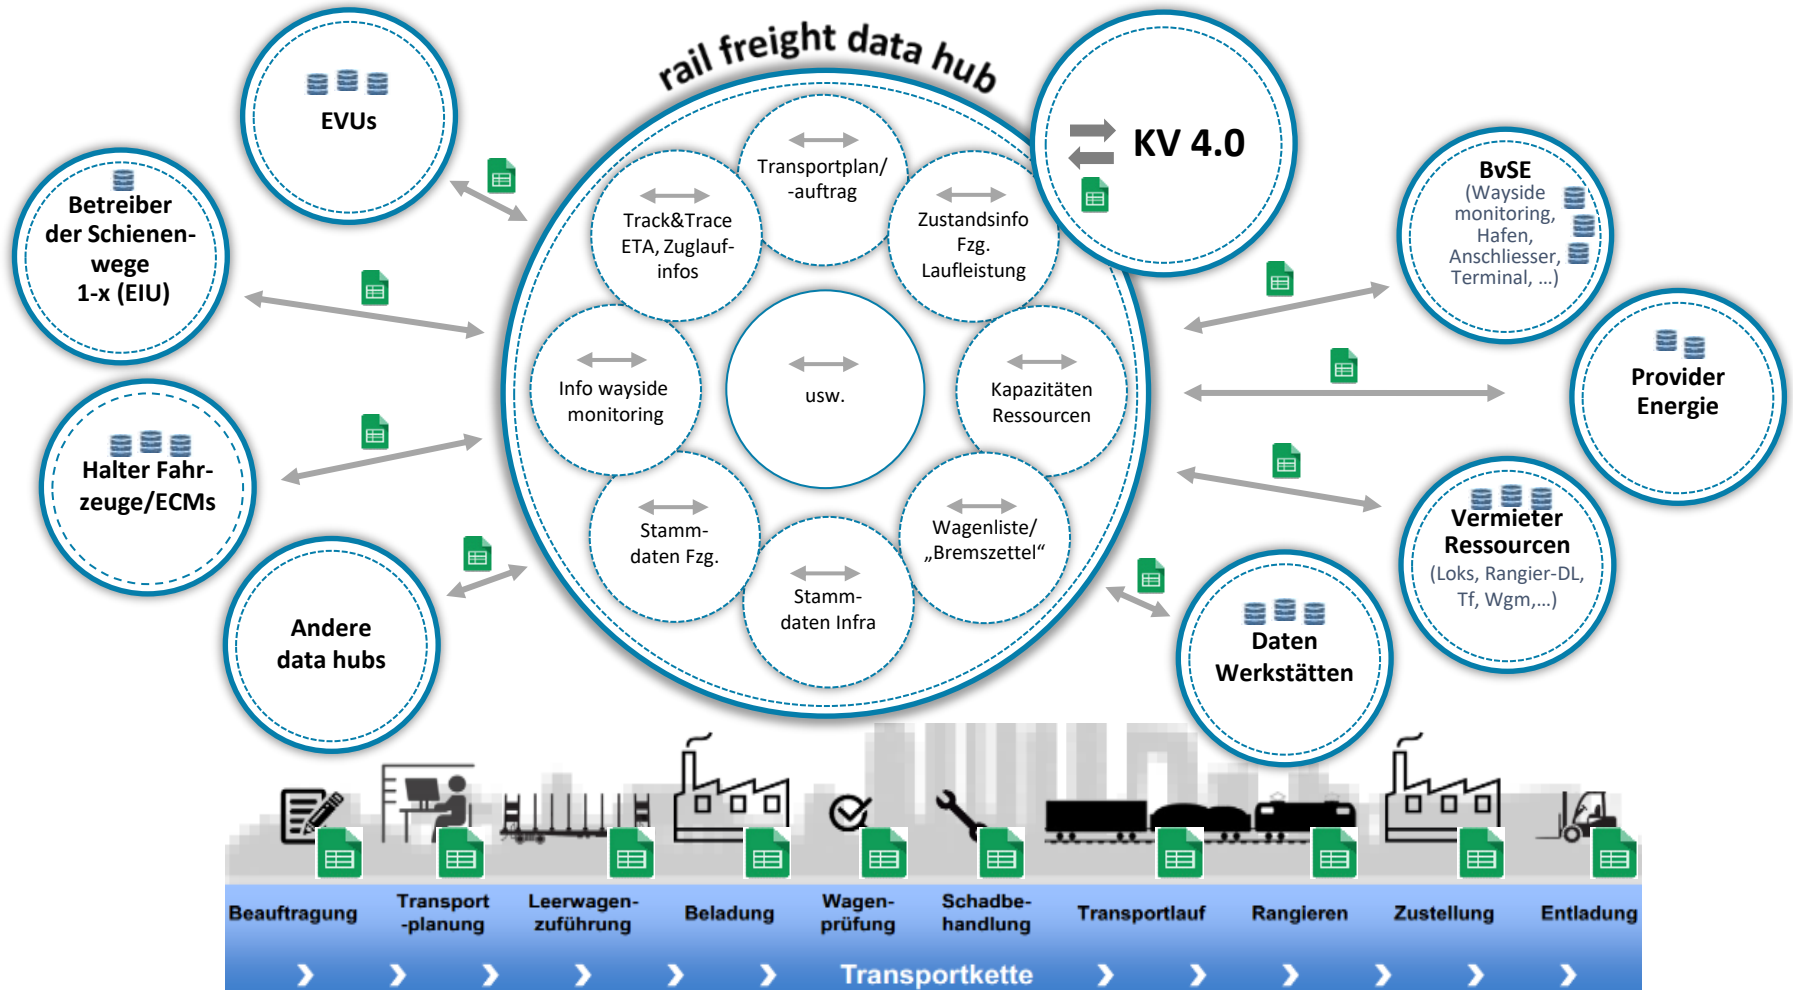 rail freight data hub
EVUs
Betreiber
der Schienen-
wege
1-x (EIU)
Halter Fahr-
zeuge/ECMs
Andere
data hubs
Transportplan/
-auftrag
Track&Trace
ETA, Zuglauf-
infos
Zustandsinfo
Fzg.
Laufleistung
Info wayside
monitoring
usw.
Kapazitäten
Ressourcen
Stamm-
daten Fzg.
Stamm-
daten Infra
Wagenliste/
„Bremszettel“
KV 4.0
BvSE
(Wayside
monitoring,
Hafen,
Anschliesser,
Terminal, ...)
Provider
Energie
Vermieter
Ressourcen
(Loks, Rangier-DL,
Tf, Wgm,...)
Daten
Werkstätten
Beauftragung
Transport
-planung
Leerwagen-
zuführung
Beladung
Wagen-
prüfung
Schadbe-
handlung
Transportlauf
Rangieren
Zustellung
Entladung
Transportkette